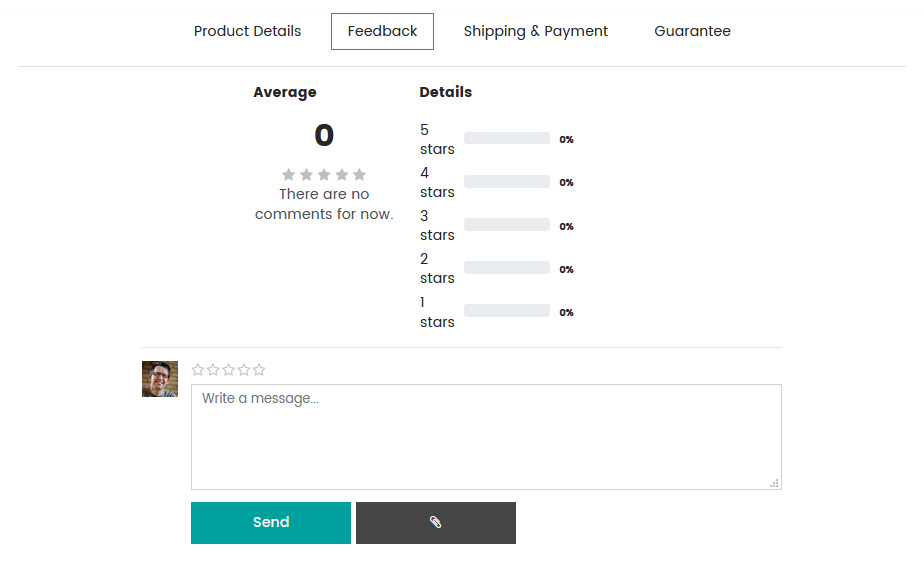 Product Details Feedback Shipping & Payment Guarantee
Average
0
There are no
comments for now.
Details
5
stars
0%
4
stars
0%
3
stars
0%
2
stars
0%
1
stars
0%
Write a message...
Send